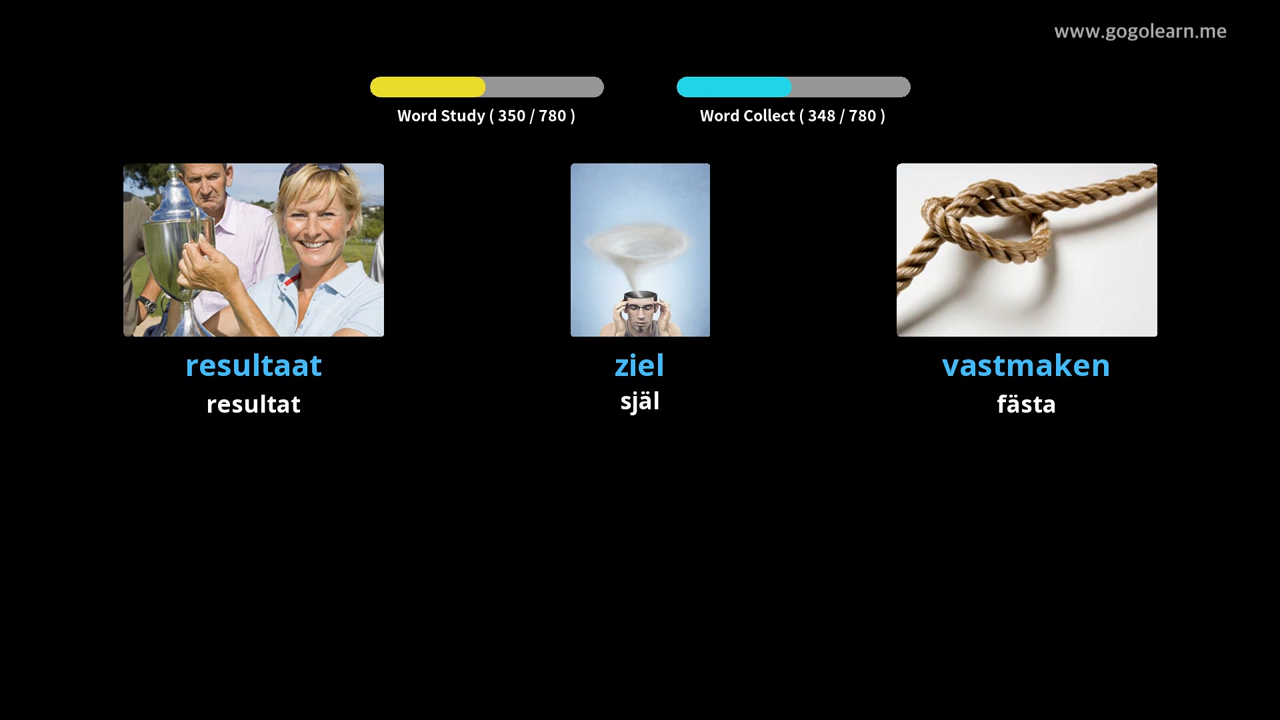 www.gogolearn.me
Word Study ( 350 / 780 )
Word Collect ( 348 / 780 )
resultaat
resultat
ziel
själ
vastmaken
fästa